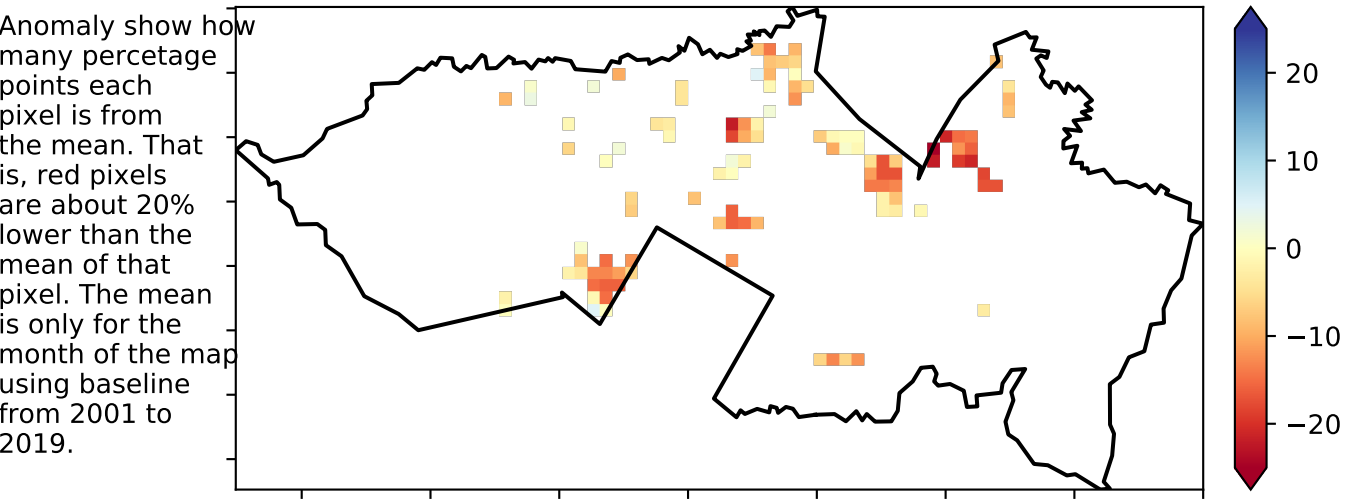 Anomaly show how
many percetage
points each
pixel is from
the mean. That
is, red pixels
are about 20%
lower than the
mean of that
pixel. The mean
is only for the
month of the map
using baseline
from 2001 to
2019.
20
10
0
−10
−20